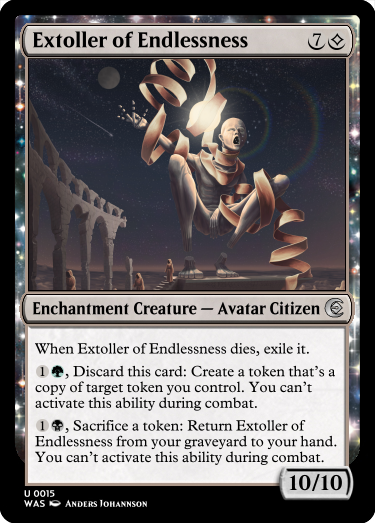 Extoller of Endlessness 7
Enchantment Creature — Avatar Citizen
When Extoller of Endlessness dies, exile it.
1, Discard this card: Create a token that's a
copy of target token you control. You can't
activate this ability during combat.
1, Sacrifice a token: Return Extoller of
Endlessness from your graveyard to your hand.
You can't activate this ability during combat.
10/10
U 0015
WAS Anders Johannson